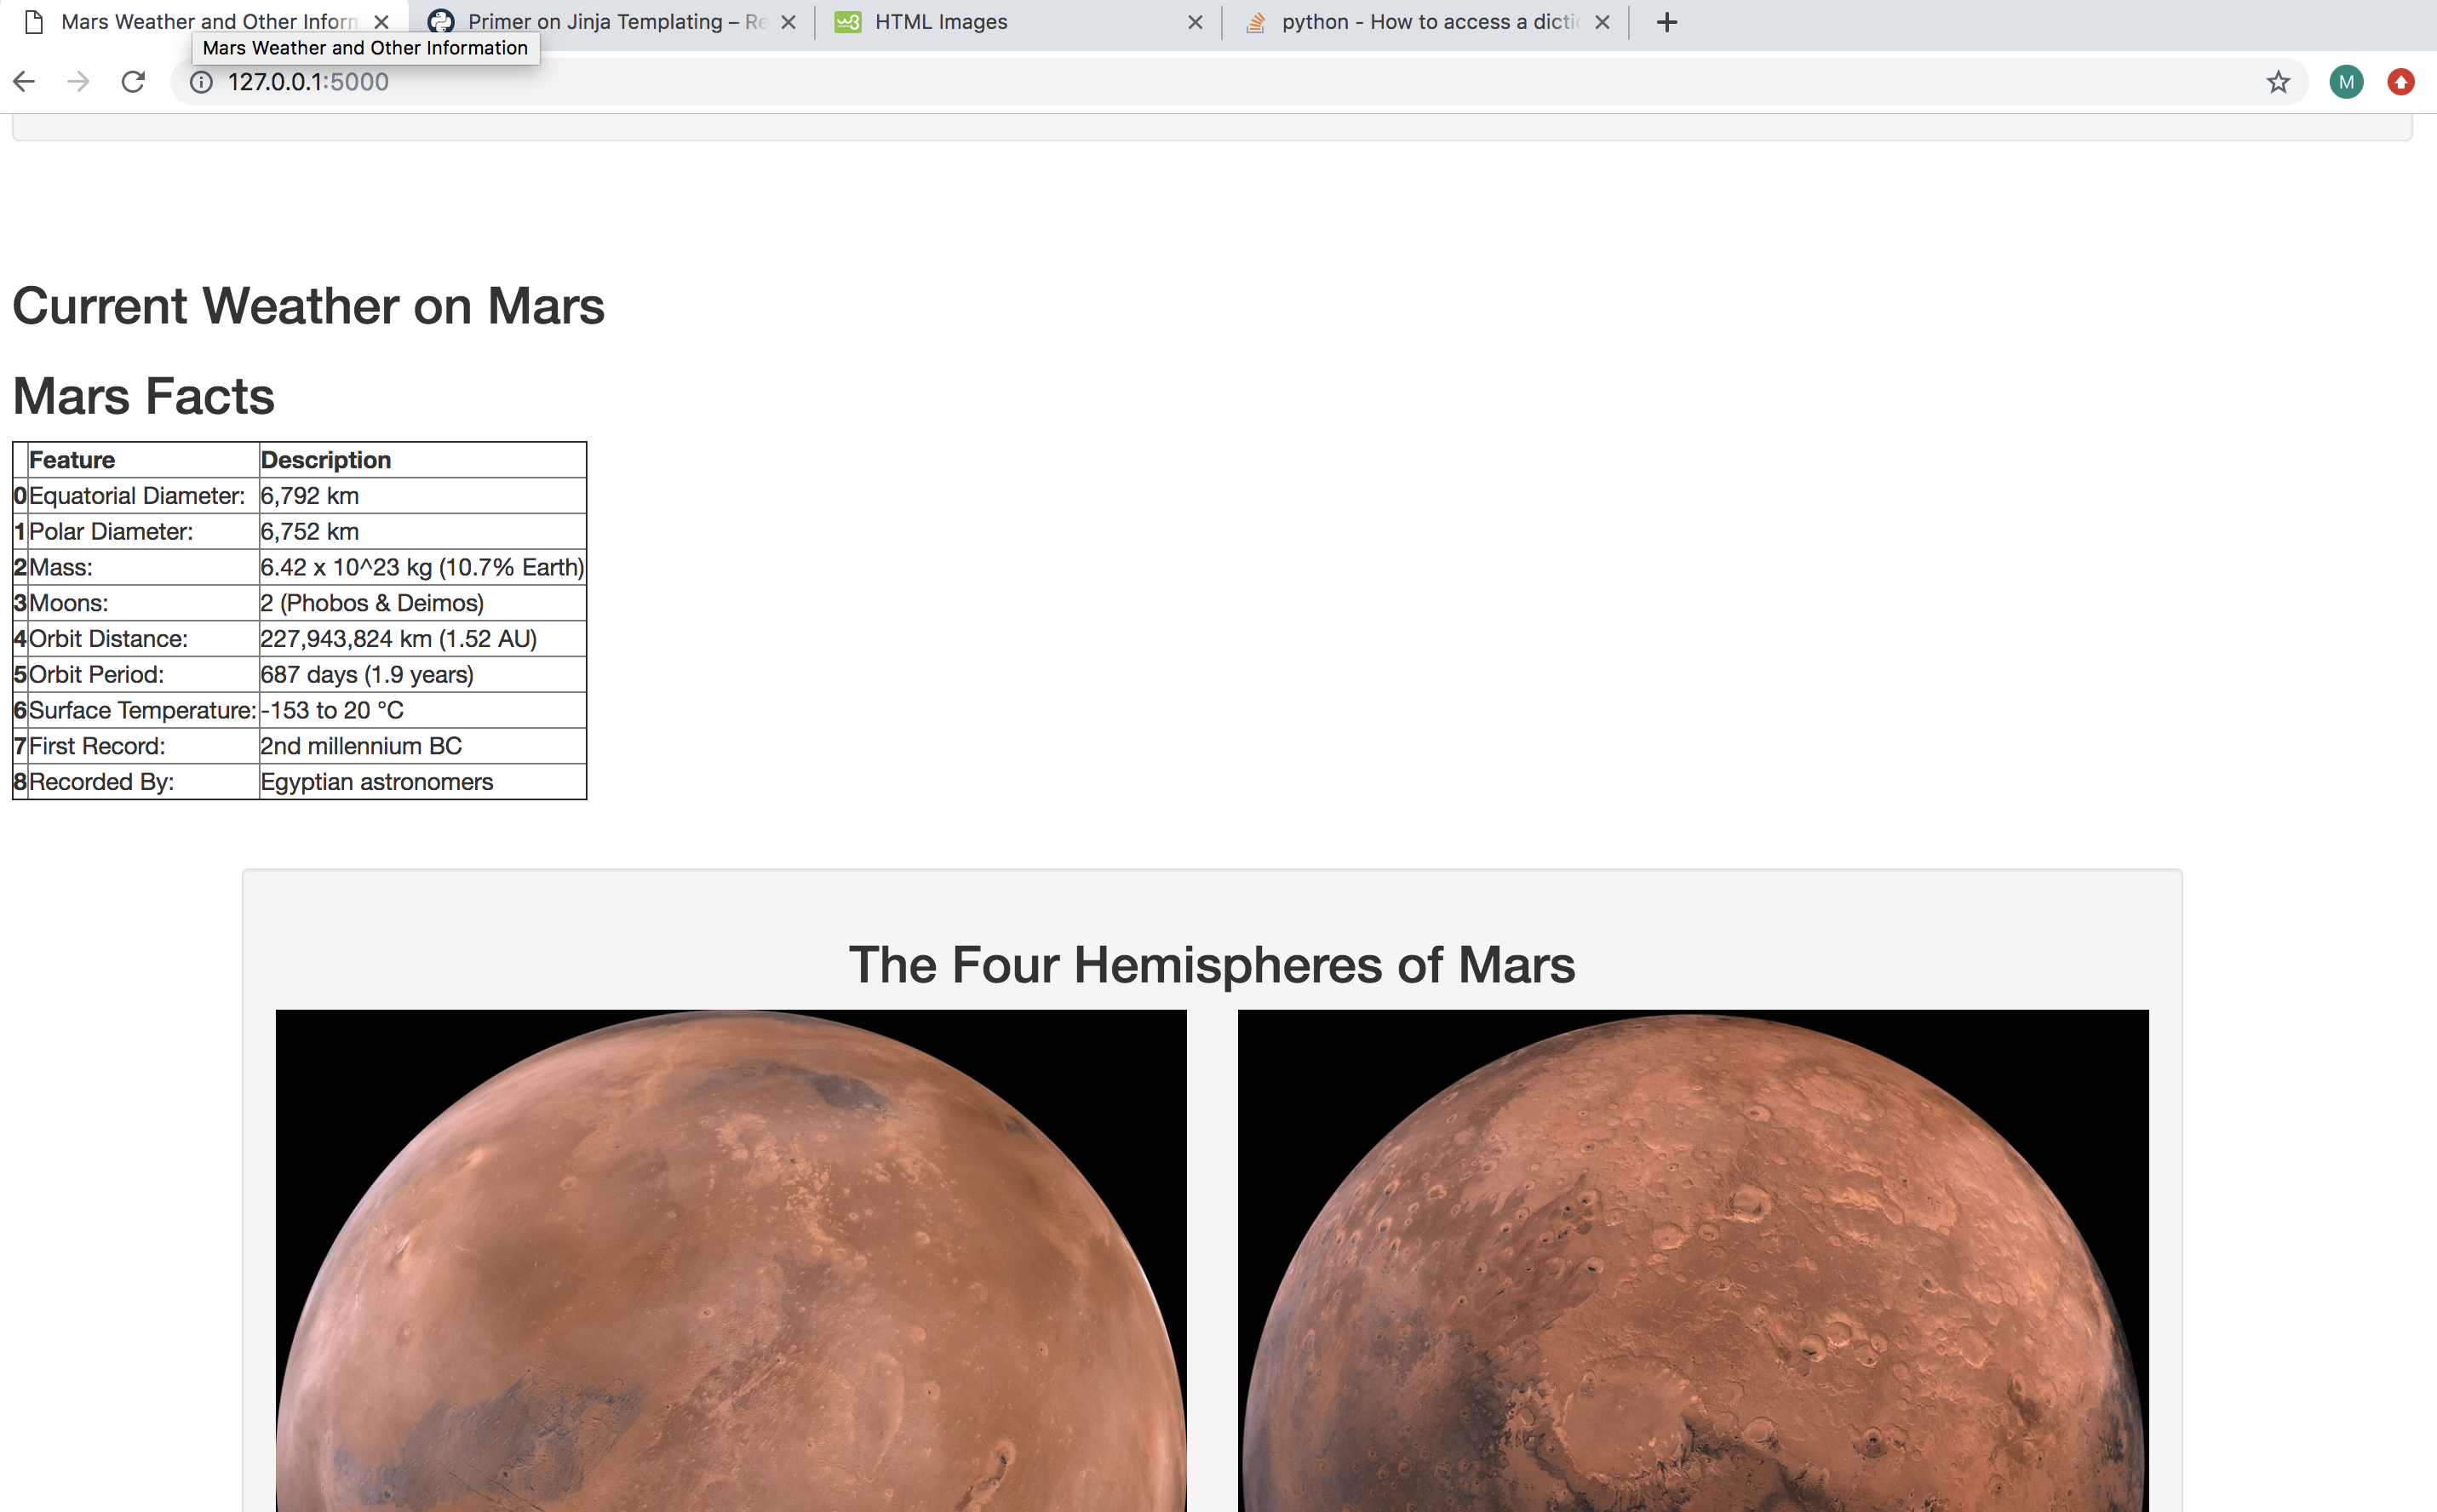 Mars Weather and Other Inforn
Primer on Jinja Templating – Re
HTML Images
python - How to access a dictic
Mars Weather and Other Information
127.0.0.1:5000
M
Current Weather on Mars
Mars Facts
Feature Description
0 Equatorial Diameter: 6,792 km
1 Polar Diameter: 6,752 km
2 Mass: 6.42 x 10^23 kg (10.7% Earth)
3 Moons: 2 (Phobos & Deimos)
4 Orbit Distance: 227,943,824 km (1.52 AU)
5 Orbit Period: 687 days (1.9 years)
6 Surface Temperature: -153 to 20 °C
7 First Record: 2nd millennium BC
8 Recorded By: Egyptian astronomers
The Four Hemispheres of Mars